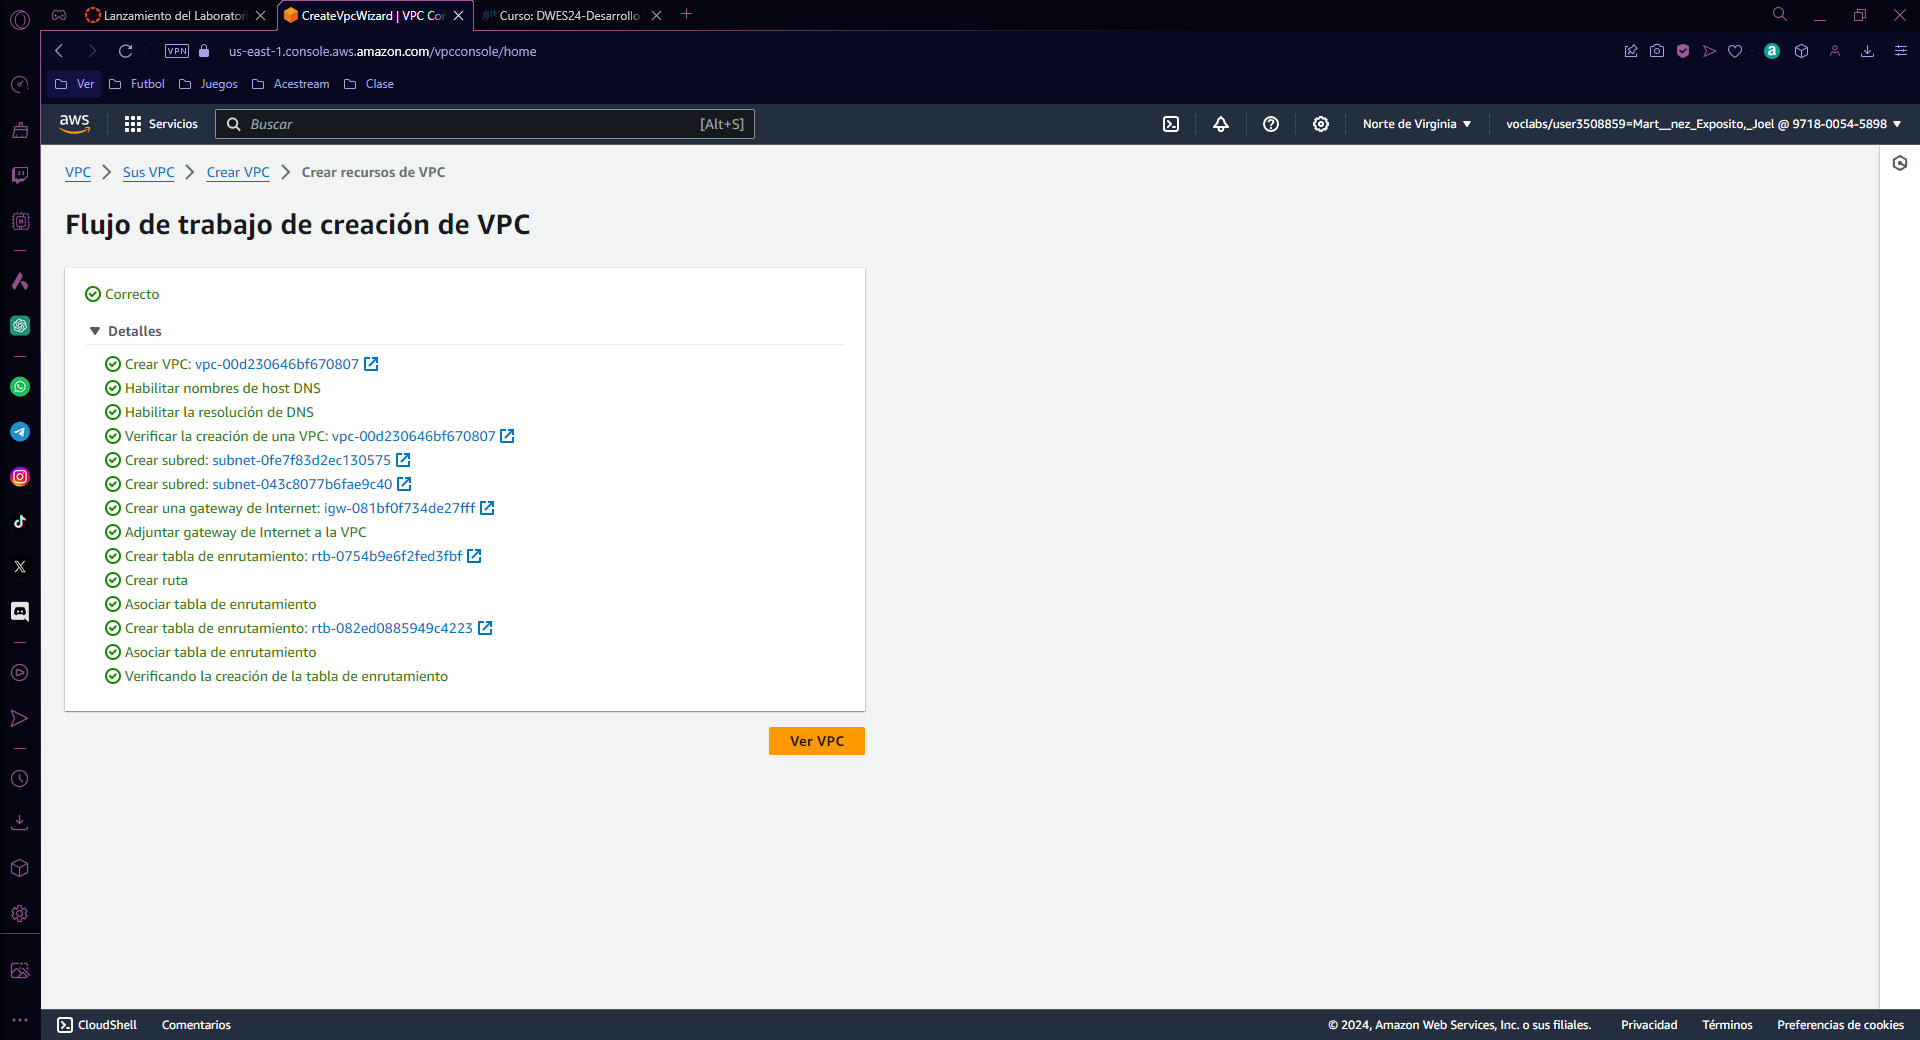 Lanzamiento del Laborator
CreateVpcWizard | VPC Cor
Curso: DWES24-Desarrollo
VPN
us-east-1.console.aws.amazon.com/vpcconsole/home
Ver
Futbol
Juegos
Acestream
Clase
aws
Servicios
Buscar
[Alt+S]
Norte de Virginia
voclabs/user3508859=Mart__nez_Exposito,_Joel @ 9718-0054-5898
VPC
Sus VPC
Crear VPC
Crear recursos de VPC
Flujo de trabajo de creación de VPC
Correcto
Detalles
Crear VPC: vpc-00d230646bf670807
Habilitar nombres de host DNS
Habilitar la resolución de DNS
Verificar la creación de una VPC: vpc-00d230646bf670807
Crear subred: subnet-0fe7f83d2ec130575
Crear subred: subnet-043c8077b6fae9c40
Crear una gateway de Internet: igw-081bf0f734de27fff
Adjuntar gateway de Internet a la VPC
Crear tabla de enrutamiento: rtb-0754b9e6f2fed3fbf
Crear ruta
Asociar tabla de enrutamiento
Crear tabla de enrutamiento: rtb-082ed0885949c4223
Asociar tabla de enrutamiento
Verificando la creación de la tabla de enrutamiento
Ver VPC
CloudShell
Comentarios
© 2024, Amazon Web Services, Inc. o sus filiales.
Privacidad
Términos
Preferencias de cookies